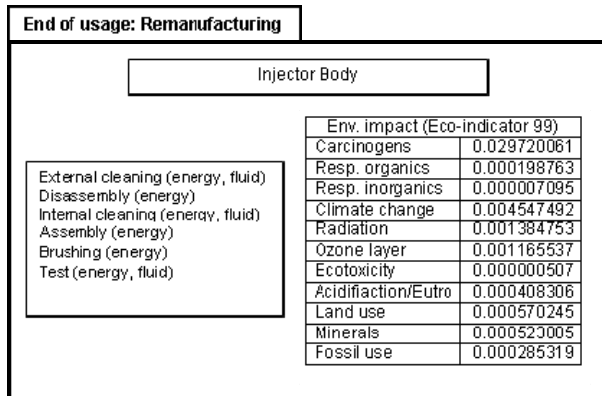 End of usage: Remanufacturing
Injector Body
External cleaning (energy, fluid)
Disassembly (energy)
Internal cleaning (energy, fluid)
Assembly (energy)
Brushing (energy)
Test (energy, fluid)
Env. impact (Eco-indicator 99)
Carcinogens 0.029720061
Resp. organics 0.000198763
Resp. inorganics 0.000007095
Climate change 0.004547492
Radiation 0.001384753
Ozone layer 0.001165537
Ecotoxicity 0.000000507
Acidifiaction/Eutro 0.000408306
Land use 0.000570245
Minerals 0.000523005
Fossil use 0.000285319